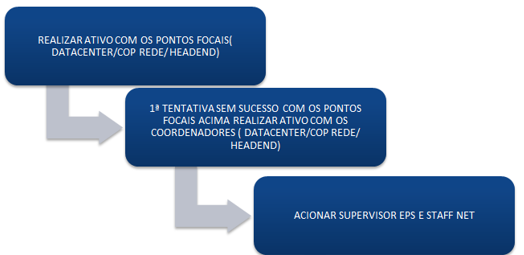 REALIZAR ATIVO COM OS PONTOS FOCAIS(
DATACENTER/COP REDE/ HEADEND)
1ª TENTATIVA SEM SUCESSO COM OS PONTOS
FOCAIS ACIMA REALIZAR ATIVO COM OS
COORDENADORES ( DATACENTER/COP REDE/
HEADEND)
ACIONAR SUPERVISOR EPS E STAFF NET